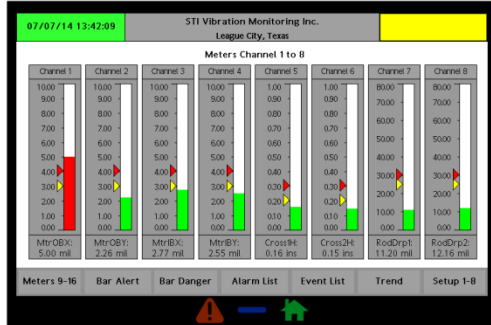 07/07/14 13:42:09
STI Vibration Monitoring Inc.
League City, Texas
Meters Channel 1 to 8
Channel 1
10.00
9.00
8.00
7.00
6.00
5.00
4.00
3.00
2.00
1.00
0.00
MtrOBX:
5.00 mil
Channel 2
10.00
9.00
8.00
7.00
6.00
5.00
4.00
3.00
2.00
1.00
0.00
MtrOBY:
2.26 mil
Channel 3
10.00
9.00
8.00
7.00
6.00
5.00
4.00
3.00
2.00
1.00
0.00
MtrIBX:
2.77 mil
Channel 4
10.00
9.00
8.00
7.00
6.00
5.00
4.00
3.00
2.00
1.00
0.00
MtrIBY:
2.55 mil
Channel 5
1.00
0.90
0.80
0.70
0.60
0.50
0.40
0.30
0.20
0.10
0.00
Cross1H:
0.16 ins
Channel 6
1.00
0.90
0.80
0.70
0.60
0.50
0.40
0.30
0.20
0.10
0.00
Cross2H:
0.15 ins
Channel 7
80.00
70.00
60.00
50.00
40.00
30.00
20.00
10.00
0.00
RodDrp1:
11.20 mil
Channel 8
80.00
70.00
60.00
50.00
40.00
30.00
20.00
10.00
0.00
RodDrp2:
12.16 mil
Meters 9-16
Bar Alert
Bar Danger
Alarm List
Event List
Trend
Setup 1-8